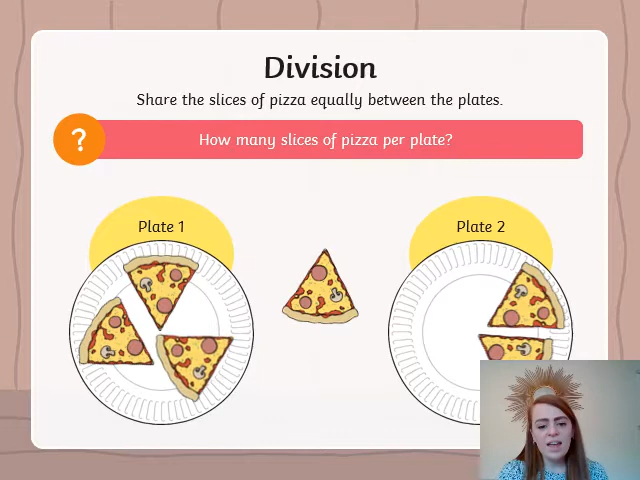 Division
Share the slices of pizza equally between the plates.
?
How many slices of pizza per plate?
Plate 1
Plate 2